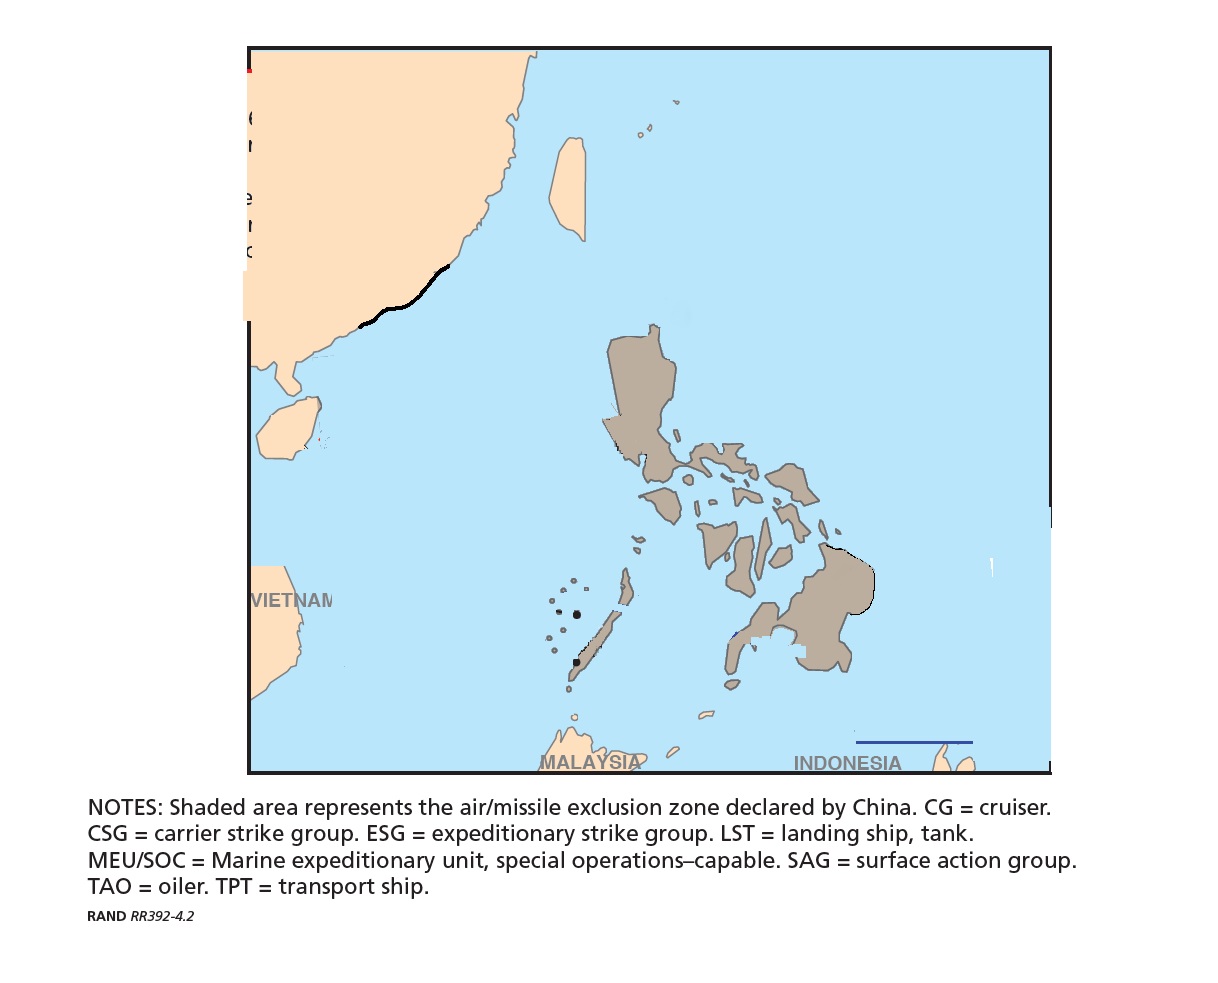 VIETNAM
MALAYSIA
INDONESIA
NOTES: Shaded area represents the air/missile exclusion zone declared by China. CG = cruiser.
CSG = carrier strike group. ESG = expeditionary strike group. LST = landing ship, tank.
MEU/SOC = Marine expeditionary unit, special operations–capable. SAG = surface action group.
TAO = oiler. TPT = transport ship.
RAND RR392-4.2